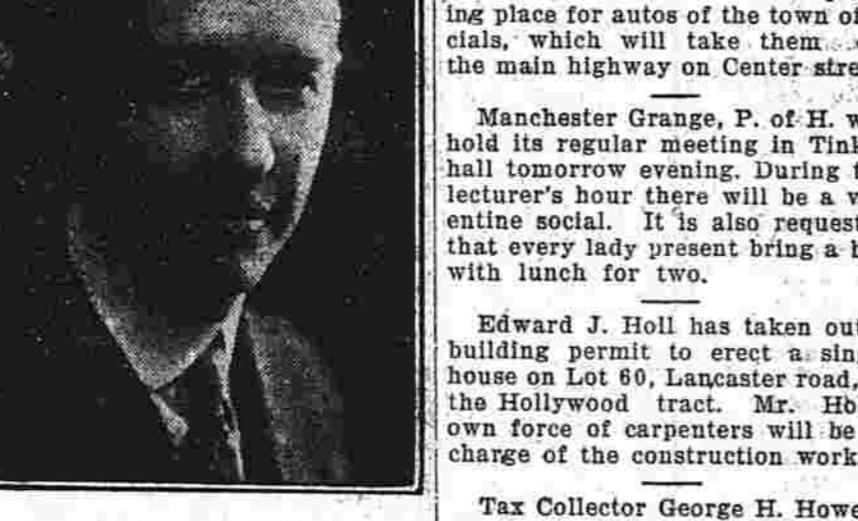 ing place for autos of the town of
cials, which will take them
the main highway on Center stre
Manchester Grange, P. of H. w
hold its regular meeting in Tink
hall tomorrow evening. During t
lecturer's hour there will be a v
entine social. It is also request
that every lady present bring a b
with lunch for two.
Edward J. Holl has taken out
building permit to erect a sin
house on Lot 60, Lancaster road,
the Hollywood tract. Mr. Ho
own force of carpenters will be
charge of the construction work
Tax Collector George H. Howe